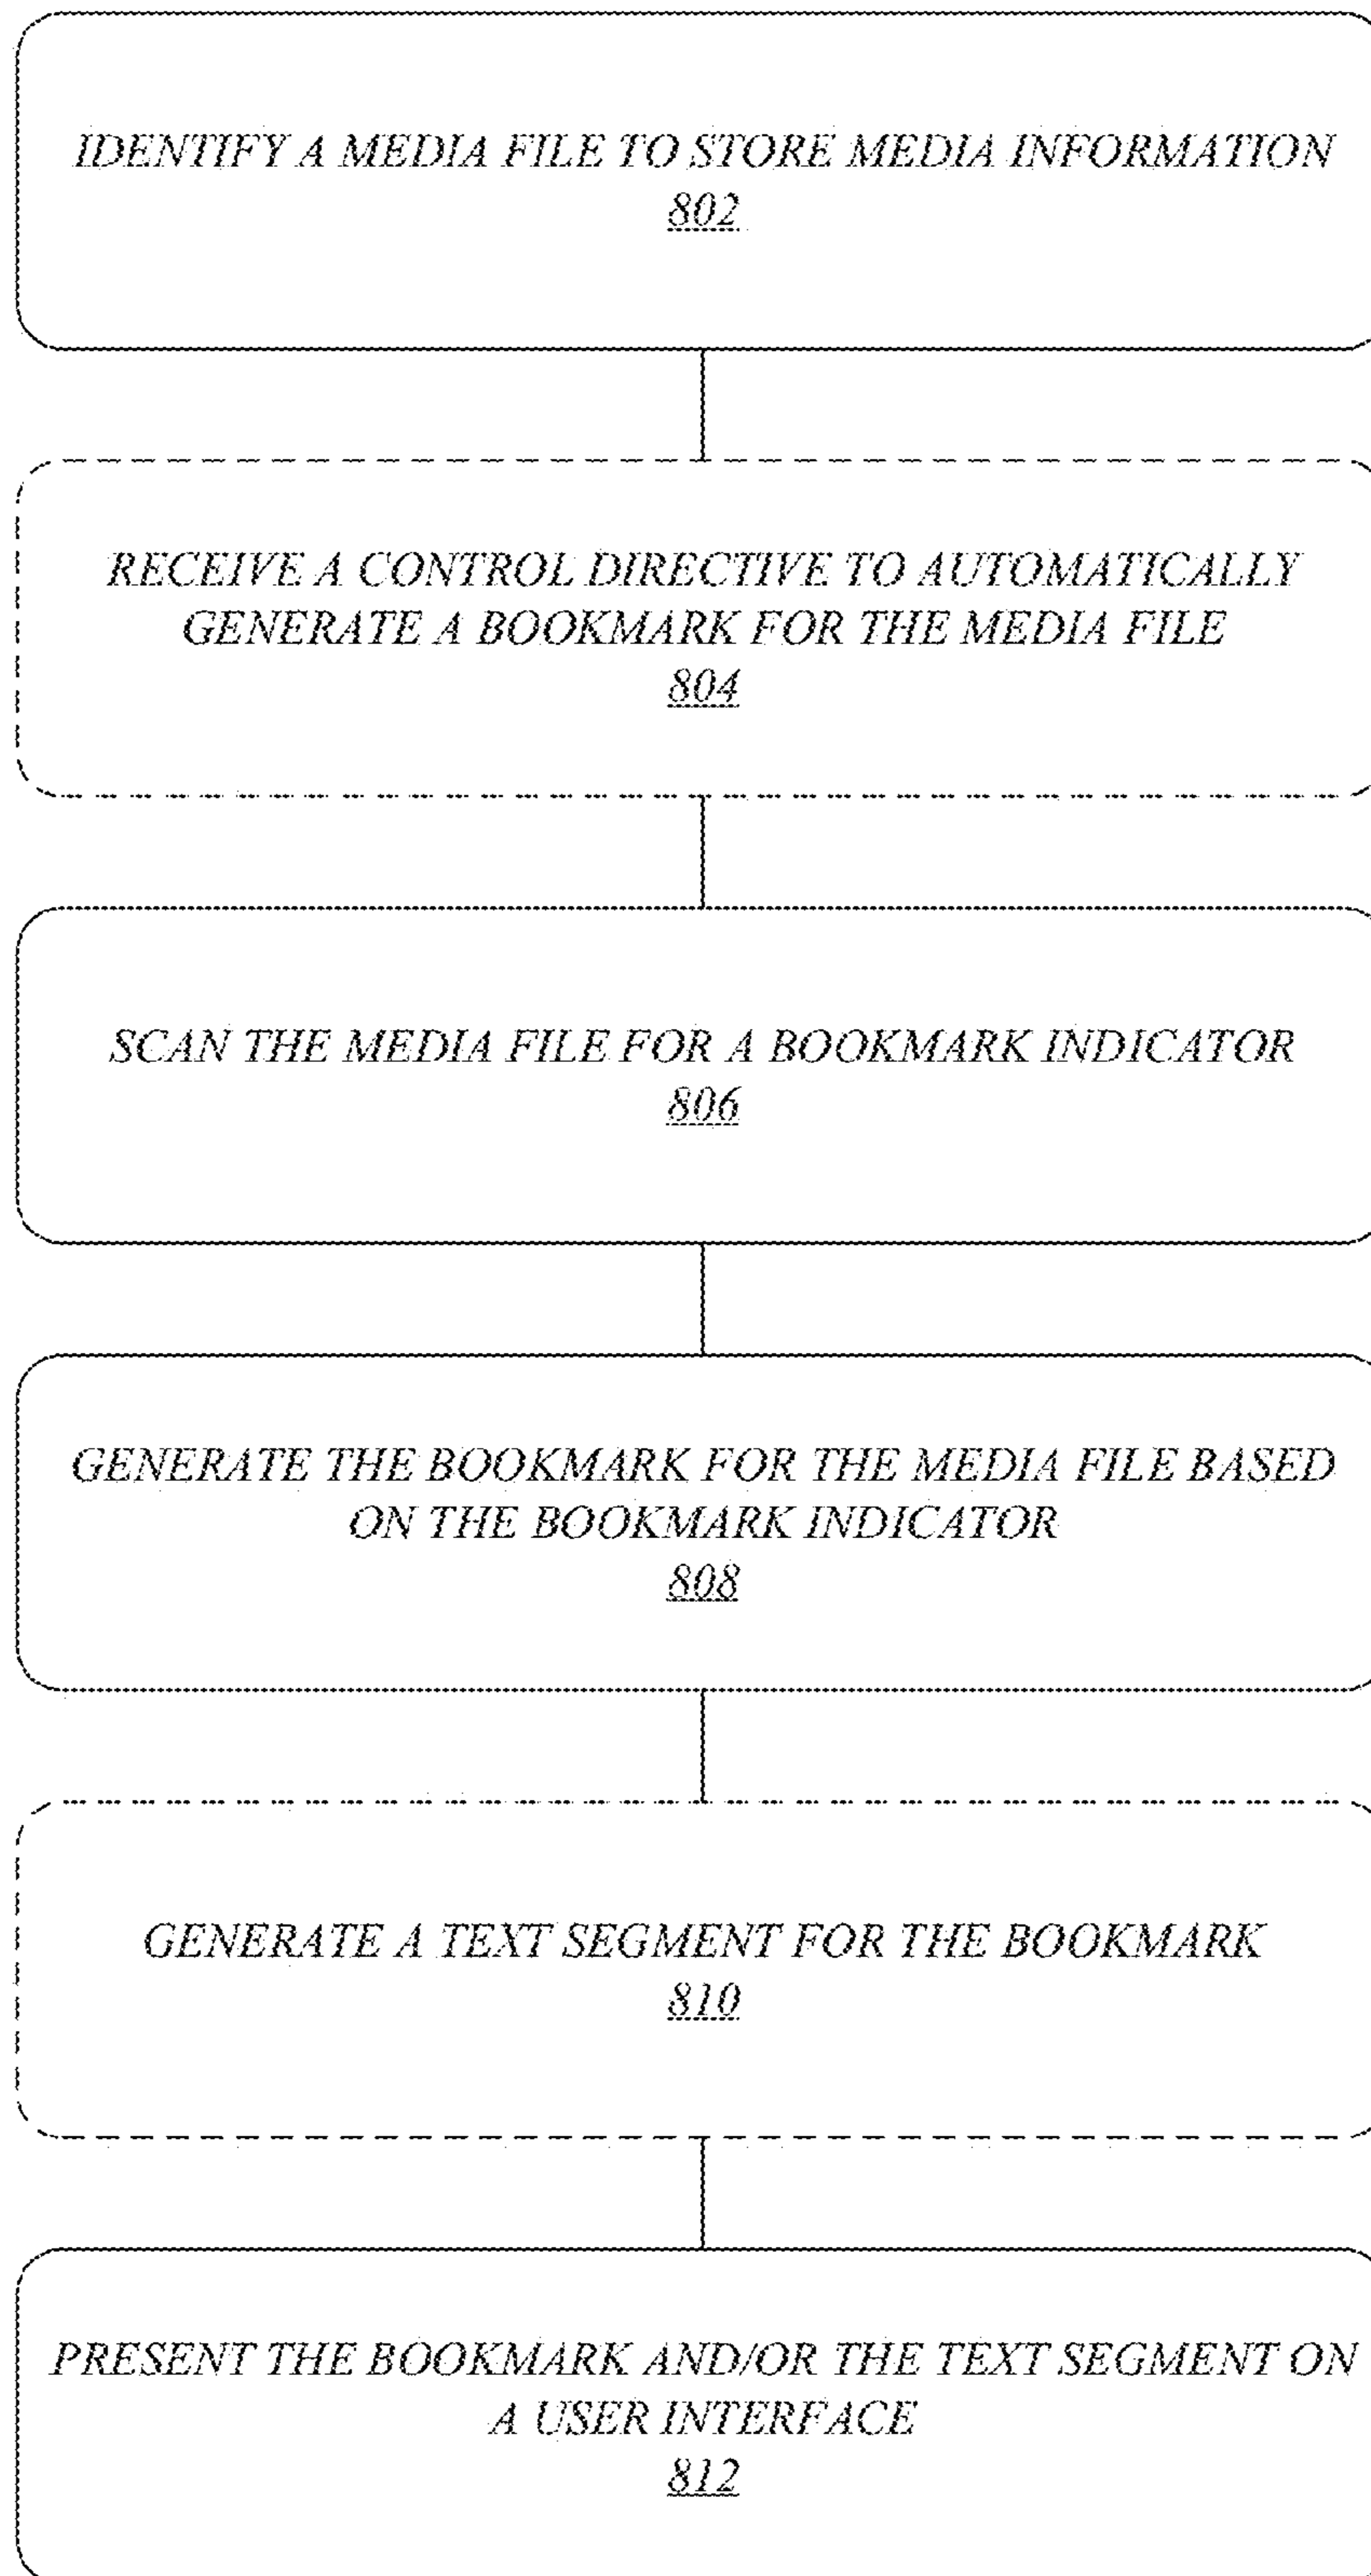 IDENTIFY A MEDIA FILE TO STORE MEDIA INFORMATION
802
RECEIVE A CONTROL DIRECTIVE TO AUTOMATICALLY
GENERATE A BOOKMARK FOR THE MEDIA FILE
804
SCAN THE MEDIA FILE FOR A BOOKMARK INDICATOR
806
GENERATE THE BOOKMARK FOR THE MEDIA FILE BASED
ON THE BOOKMARK INDICATOR
808
GENERATE A TEXT SEGMENT FOR THE BOOKMARK
810
PRESENT THE BOOKMARK AND/OR THE TEXT SEGMENT ON
A USER INTERFACE
812